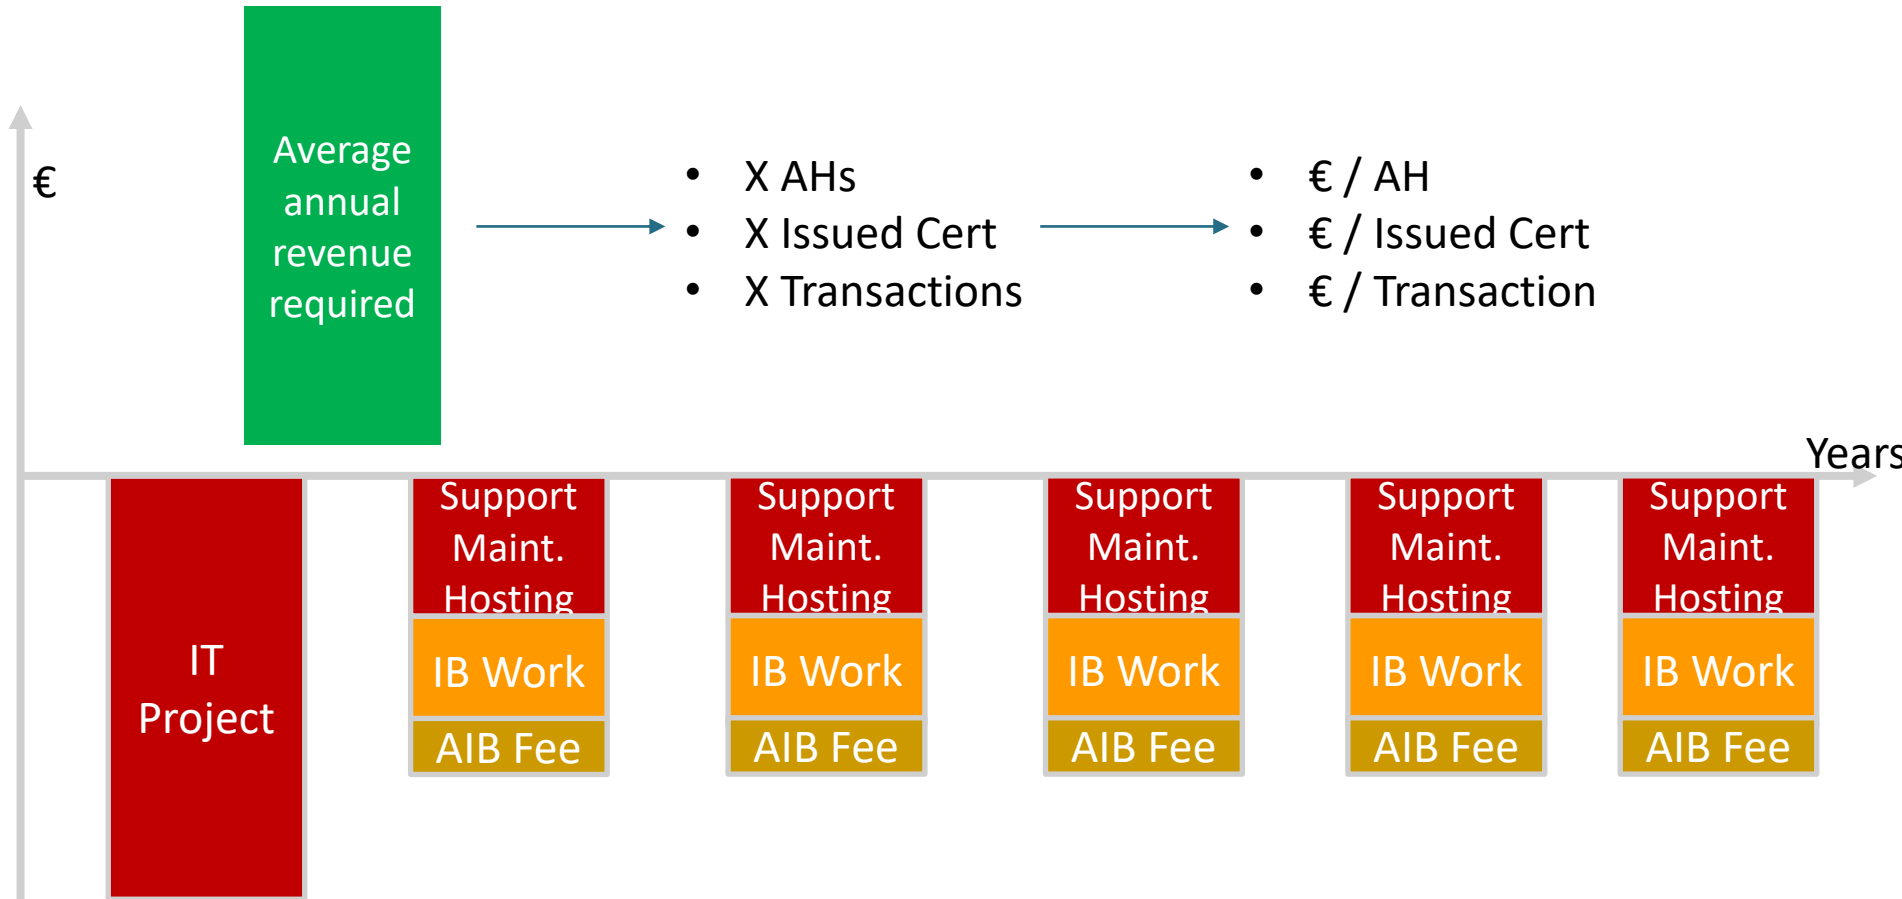 €
Average
annual
revenue
required
• X AHs
• X Issued Cert
• X Transactions
• € / AH
• € / Issued Cert
• € / Transaction
Years
IT
Project
Support
Maint.
Hosting
IB Work
AIB Fee
Support
Maint.
Hosting
IB Work
AIB Fee
Support
Maint.
Hosting
IB Work
AIB Fee
Support
Maint.
Hosting
IB Work
AIB Fee
Support
Maint.
Hosting
IB Work
AIB Fee